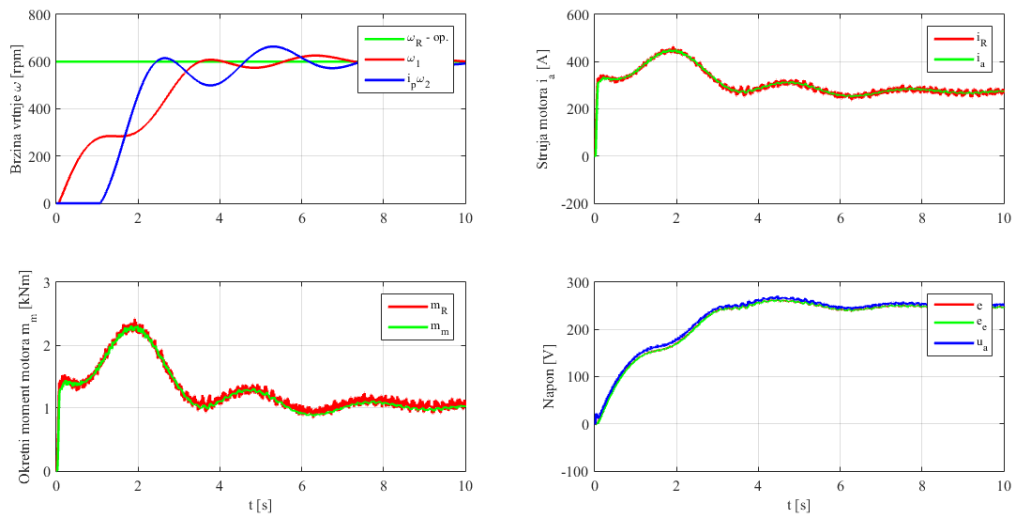 Brzina vrtnje ω [rpm]
800
600
400
200
0
0 2 4 6 8 10
ω_R - op.
ω_1
i_pω_2
Struja motora i_a [A]
600
400
200
0
-200
0 2 4 6 8 10
i_R
i_a
Okretni moment motora m_m [kNm]
3
2
1
0
0 2 4 6 8 10
t [s]
m_R
m_m
Napon [V]
300
200
100
0
-100
0 2 4 6 8 10
t [s]
e
e_e
u_a